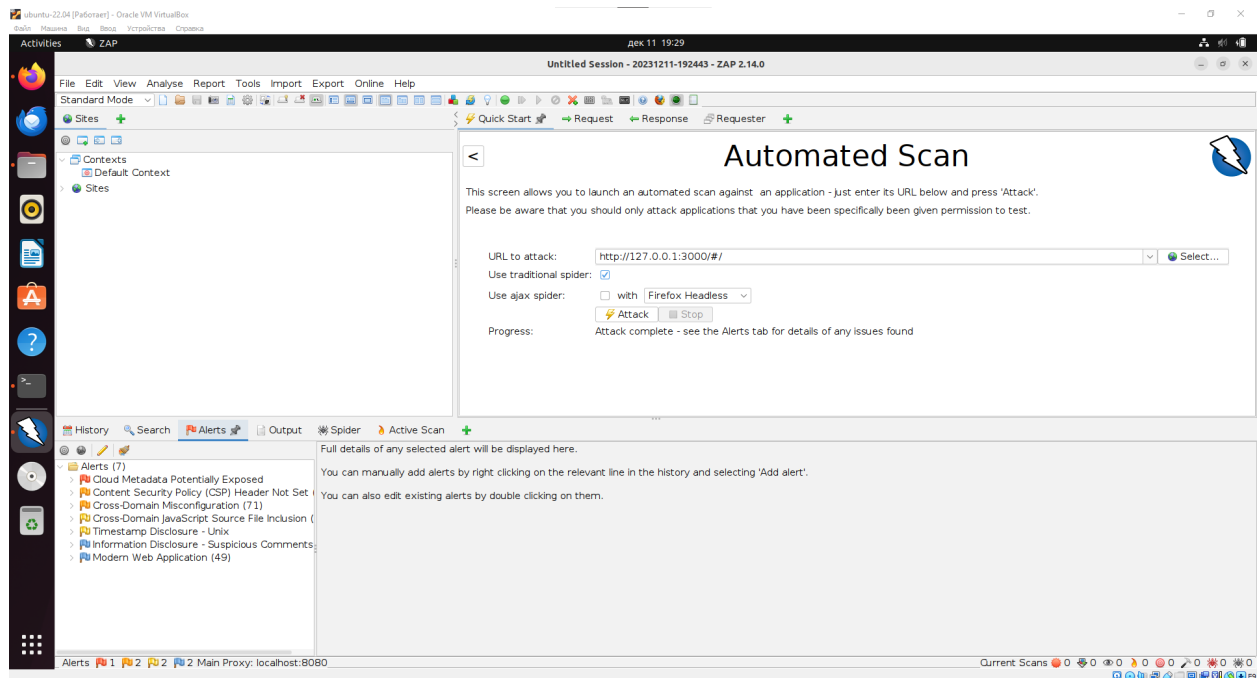 ubuntu-22.04 [Работает] - Oracle VM VirtualBox
Файл Машина Вид Ввод Устройства Справка
Activities ZAP дек 11 19:29
Untitled Session - 20231211-192443 - ZAP 2.14.0
File Edit View Analyse Report Tools Import Export Online Help
Standard Mode
Sites
Quick Start Request Response Requester
Contexts
Default Context
Sites
<
Automated Scan
This screen allows you to launch an automated scan against an application - just enter its URL below and press 'Attack'.
Please be aware that you should only attack applications that you have been specifically been given permission to test.
URL to attack: http://127.0.0.1:3000/#/ Select...
Use traditional spider:
Use ajax spider: with Firefox Headless
Attack Stop
Progress: Attack complete - see the Alerts tab for details of any issues found
History Search Alerts Output Spider Active Scan
Alerts (7)
Cloud Metadata Potentially Exposed
Content Security Policy (CSP) Header Not Set (
Cross-Domain Misconfiguration (71)
Cross-Domain JavaScript Source File Inclusion (
Timestamp Disclosure - Unix
Information Disclosure - Suspicious Comments
Modern Web Application (49)
Full details of any selected alert will be displayed here.
You can manually add alerts by right clicking on the relevant line in the history and selecting 'Add alert'.
You can also edit existing alerts by double clicking on them.
Alerts 1 2 2 2 Main Proxy: localhost:8080
Current Scans 0 0 0 0 0 0 0 0